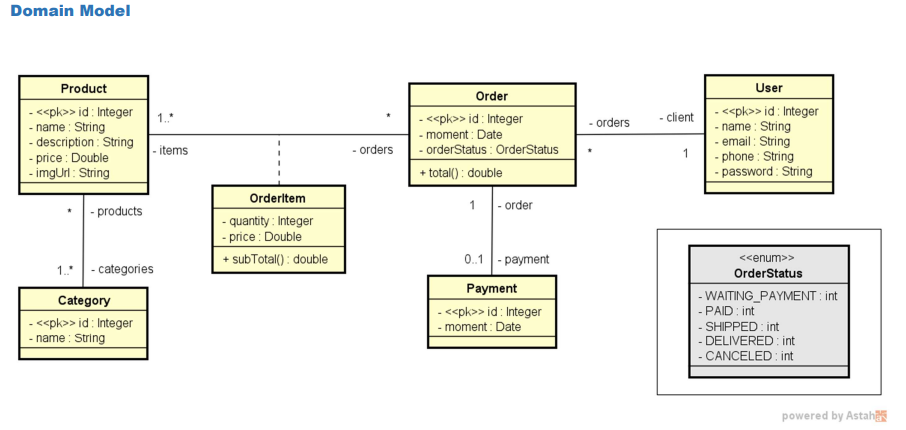 Domain Model
Product
- <<pk>> id : Integer
- name : String
- description : String
- price : Double
- imgUrl : String
1..*
- items
*
- orders
Order
- <<pk>> id : Integer
- moment : Date
- orderStatus : OrderStatus
+ total() : double
- orders
*
- client
1
User
- <<pk>> id : Integer
- name : String
- email : String
- phone : String
- password : String
OrderItem
- quantity : Integer
- price : Double
+ subTotal() : double
* - products
1..* - categories
Category
- <<pk>> id : Integer
- name : String
1 - order
0..1 - payment
Payment
- <<pk>> id : Integer
- moment : Date
<<enum>>
OrderStatus
- WAITING_PAYMENT : int
- PAID : int
- SHIPPED : int
- DELIVERED : int
- CANCELED : int
powered by Astah